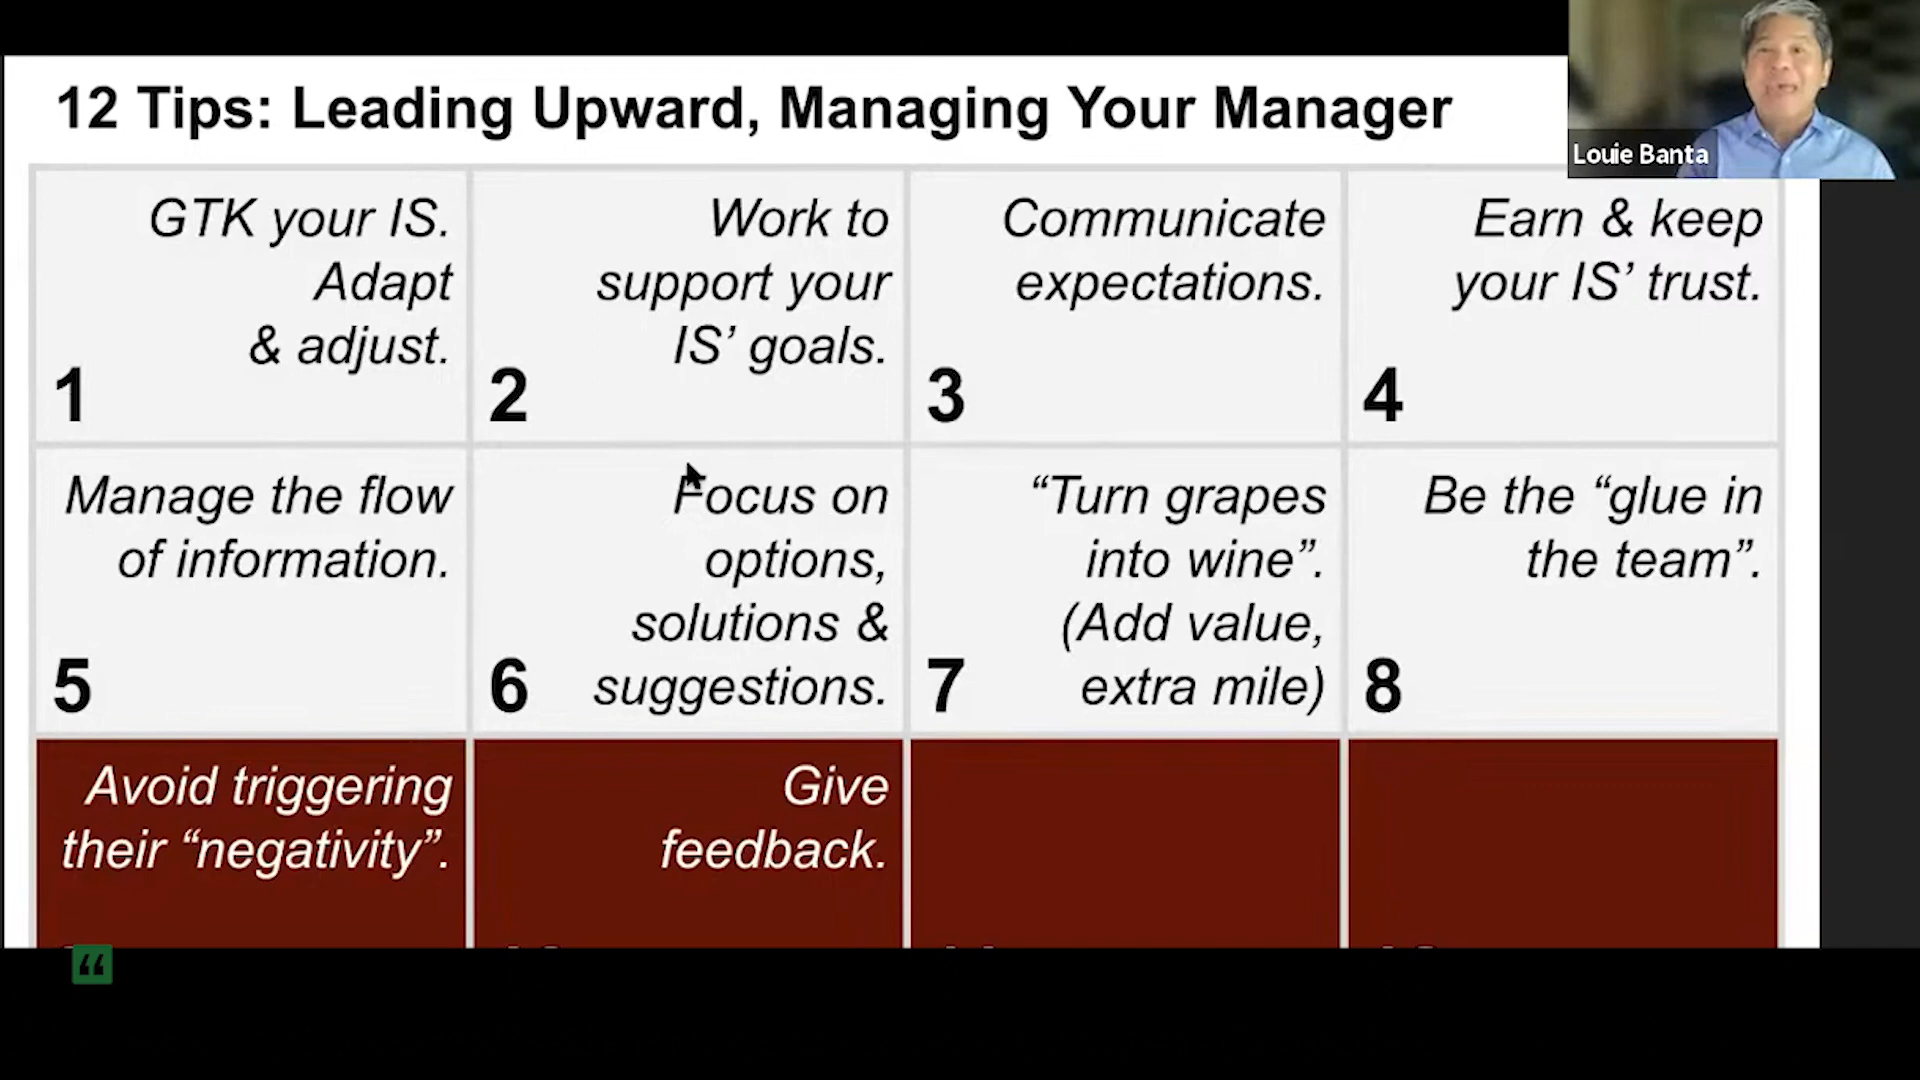 12 Tips: Leading Upward, Managing Your Manager
Louie Banta
GTK your IS.
Adapt
& adjust.
1
Work to
support your
IS’ goals.
2
Communicate
expectations.
3
Earn & keep
your IS’ trust.
4
Manage the flow
of information.
5
Focus on
options,
solutions &
suggestions.
6
“Turn grapes
into wine”.
(Add value,
extra mile)
7
Be the “glue in
the team”.
8
Avoid triggering
their “negativity”.
Give
feedback.
“